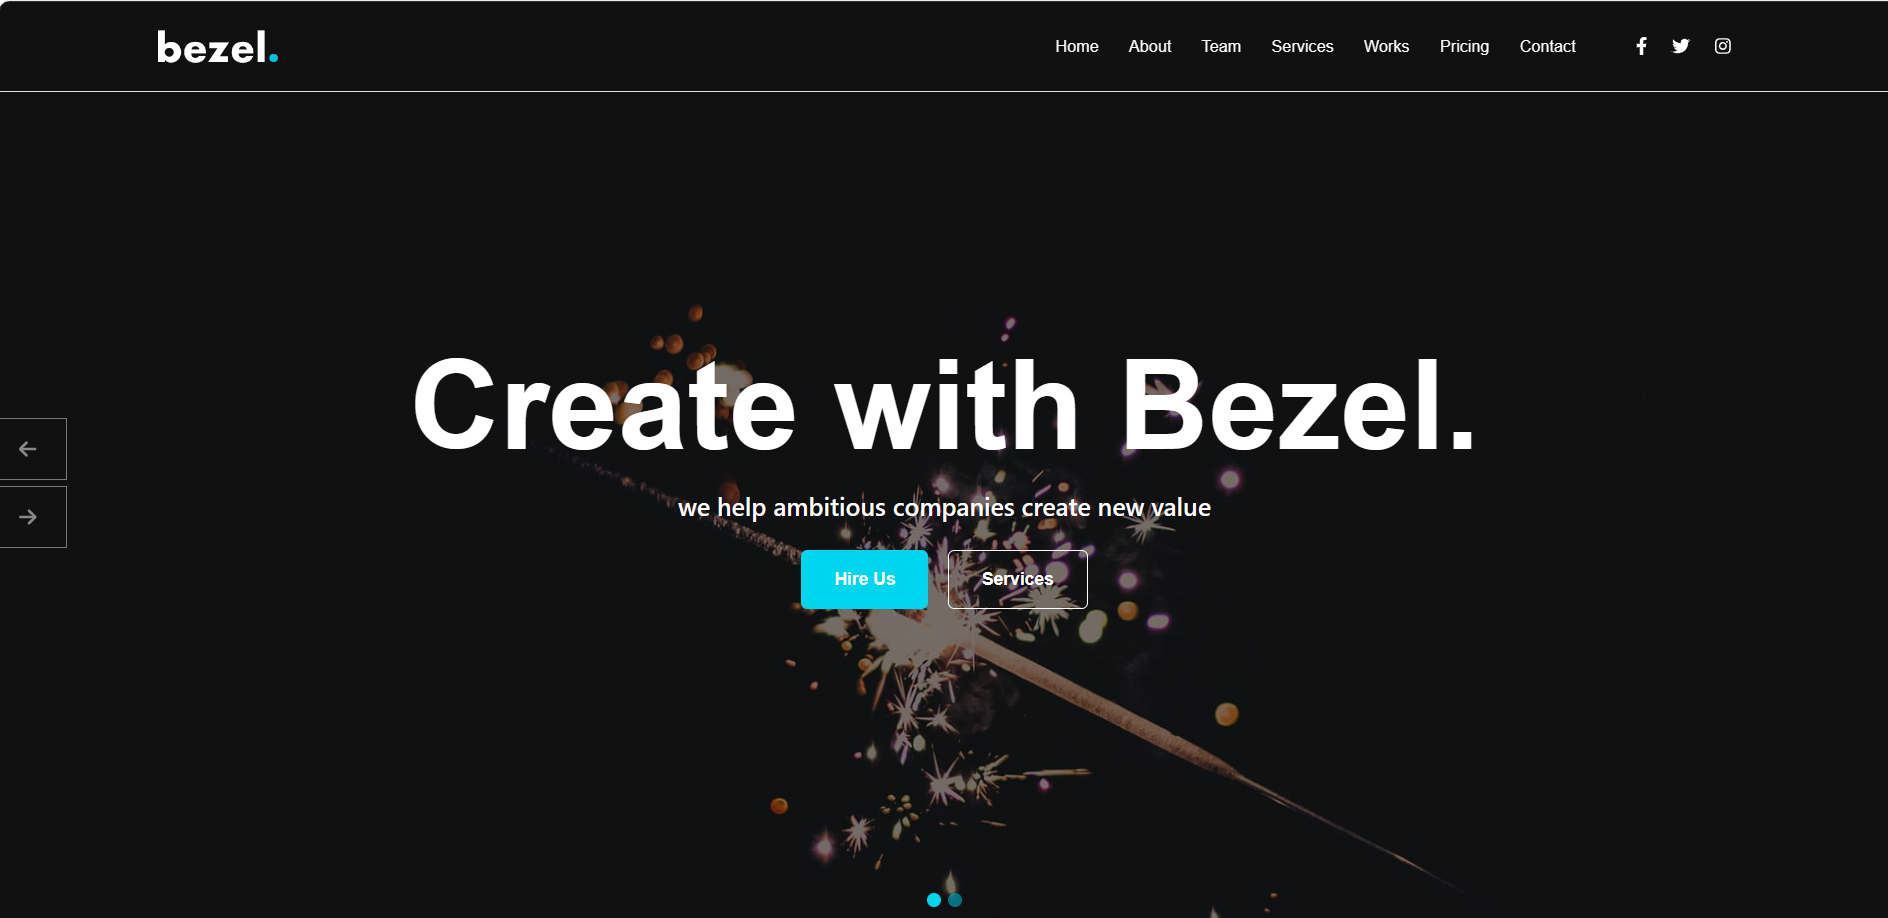 bezel.
Home About Team Services Works Pricing Contact
Create with Bezel.
we help ambitious companies create new value
Hire Us Services